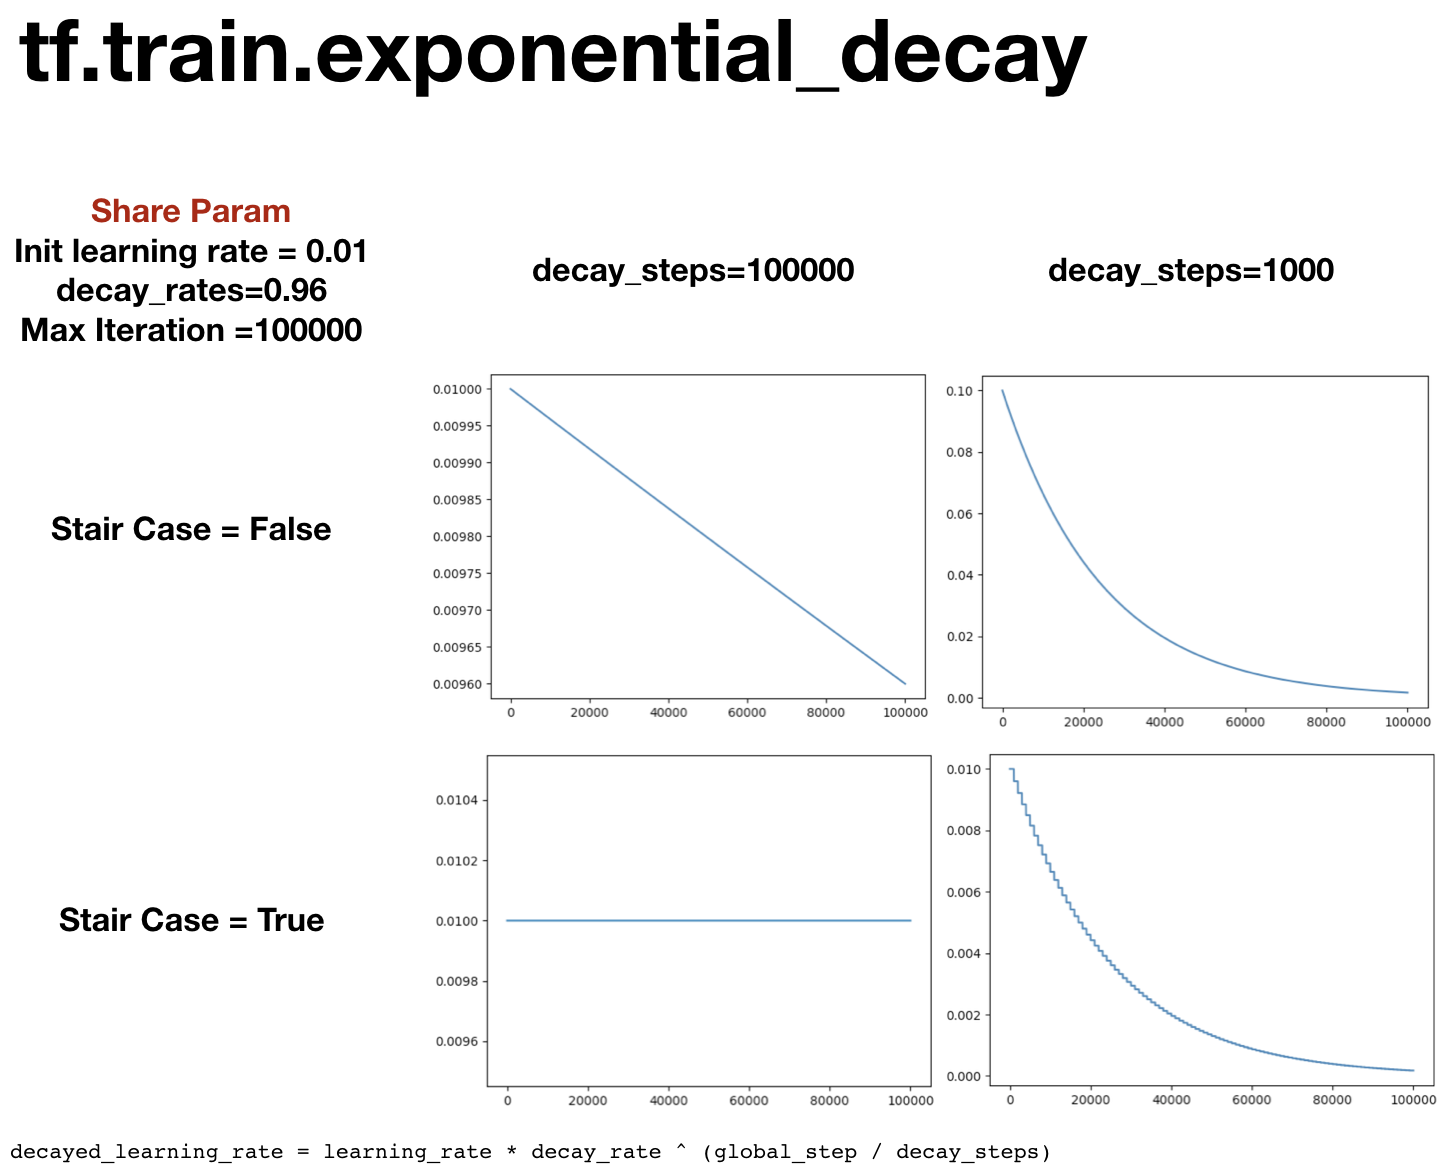 tf.train.exponential_decay
Share Param
Init learning rate = 0.01
decay_rates=0.96
Max Iteration =100000
decay_steps=100000
decay_steps=1000
Stair Case = False
0.01000
0.00995
0.00990
0.00985
0.00980
0.00975
0.00970
0.00965
0.00960
0 20000 40000 60000 80000 100000
0.10
0.08
0.06
0.04
0.02
0.00
0 20000 40000 60000 80000 100000
Stair Case = True
0.0104
0.0102
0.0100
0.0098
0.0096
0 20000 40000 60000 80000 100000
0.010
0.008
0.006
0.004
0.002
0.000
0 20000 40000 60000 80000 100000
decayed_learning_rate = learning_rate * decay_rate ^ (global_step / decay_steps)